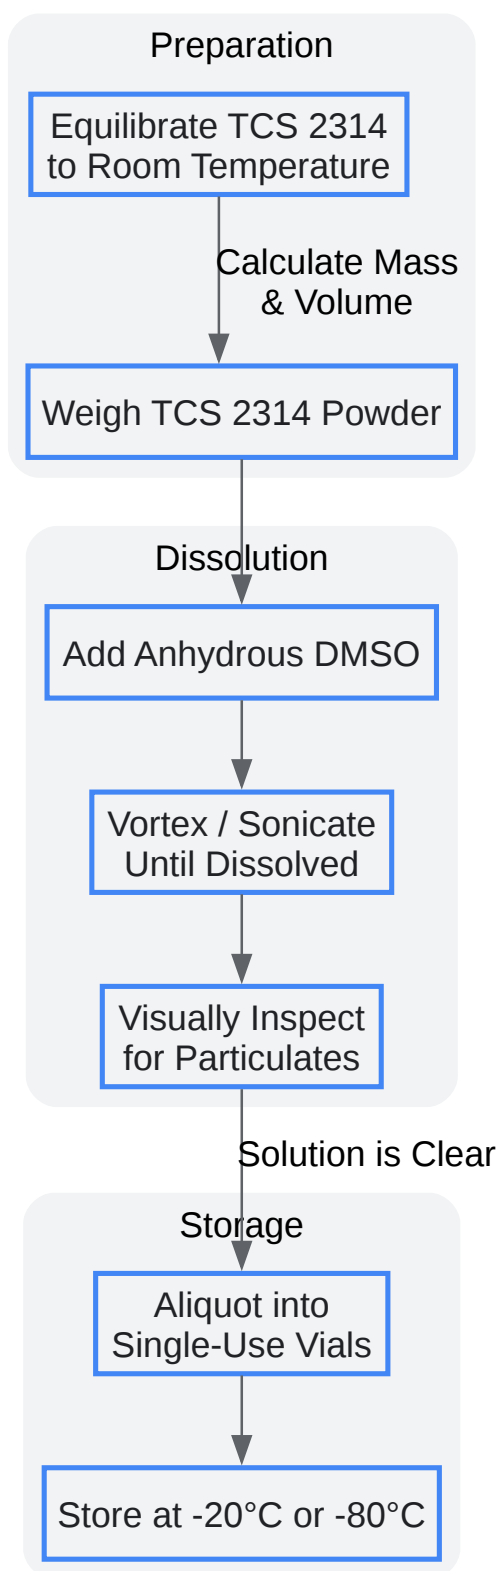 Preparation
Equilibrate TCS 2314
to Room Temperature
Calculate Mass
& Volume
Weigh TCS 2314 Powder
Dissolution
Add Anhydrous DMSO
Vortex / Sonicate
Until Dissolved
Visually Inspect
for Particulates
Solution is Clear
Storage
Aliquot into
Single-Use Vials
Store at -20°C or -80°C